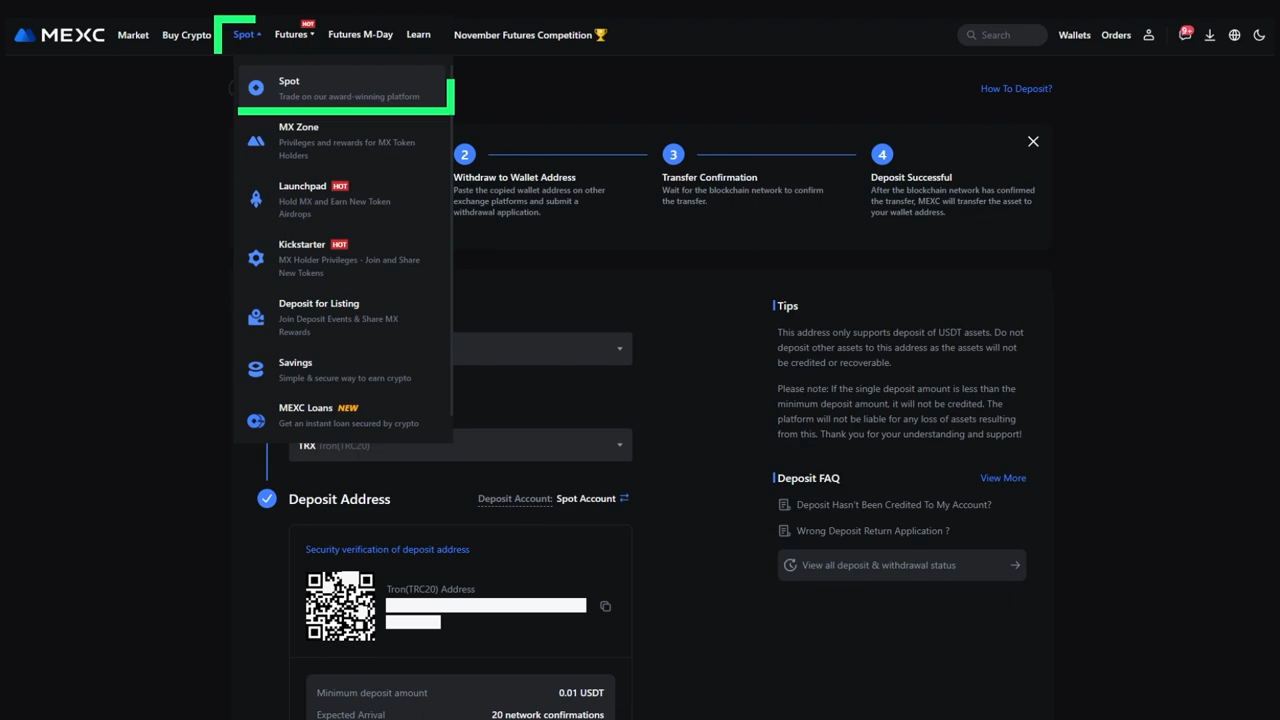 MEXC Market Buy Crypto Spot Futures HOT Futures M-Day Learn November Futures Competition Search Wallets Orders 9+
Spot
Trade on our award-winning platform
How To Deposit?
MX Zone
Privileges and rewards for MX Token
Holders
Launchpad HOT
Hold MX and Earn New Token
Airdrops
Kickstarter HOT
MX Holder Privileges - Join and Share
New Tokens
Deposit for Listing
Join Deposit Events & Share MX
Rewards
Savings
Simple & secure way to earn crypto
MEXC Loans NEW
Get an instant loan secured by crypto
2
Withdraw to Wallet Address
Paste the copied wallet address on other
exchange platforms and submit a
withdrawal application.
3
Transfer Confirmation
Wait for the blockchain network to confirm
the transfer.
4
Deposit Successful
After the blockchain network has confirmed
the transfer, MEXC will transfer the asset to
your wallet address.
TRX Tron(TRC20)
Deposit Address
Deposit Account: Spot Account
Security verification of deposit address
Tron(TRC20) Address
Minimum deposit amount 0.01 USDT
Expected Arrival 20 network confirmations
Tips
This address only supports deposit of USDT assets. Do not
deposit other assets to this address as the assets will not
be credited or recoverable.
Please note: If the single deposit amount is less than the
minimum deposit amount, it will not be credited. The
platform will not be liable for any loss of assets resulting
from this. Thank you for your understanding and support!
Deposit FAQ View More
Deposit Hasn't Been Credited To My Account?
Wrong Deposit Return Application ?
View all deposit & withdrawal status